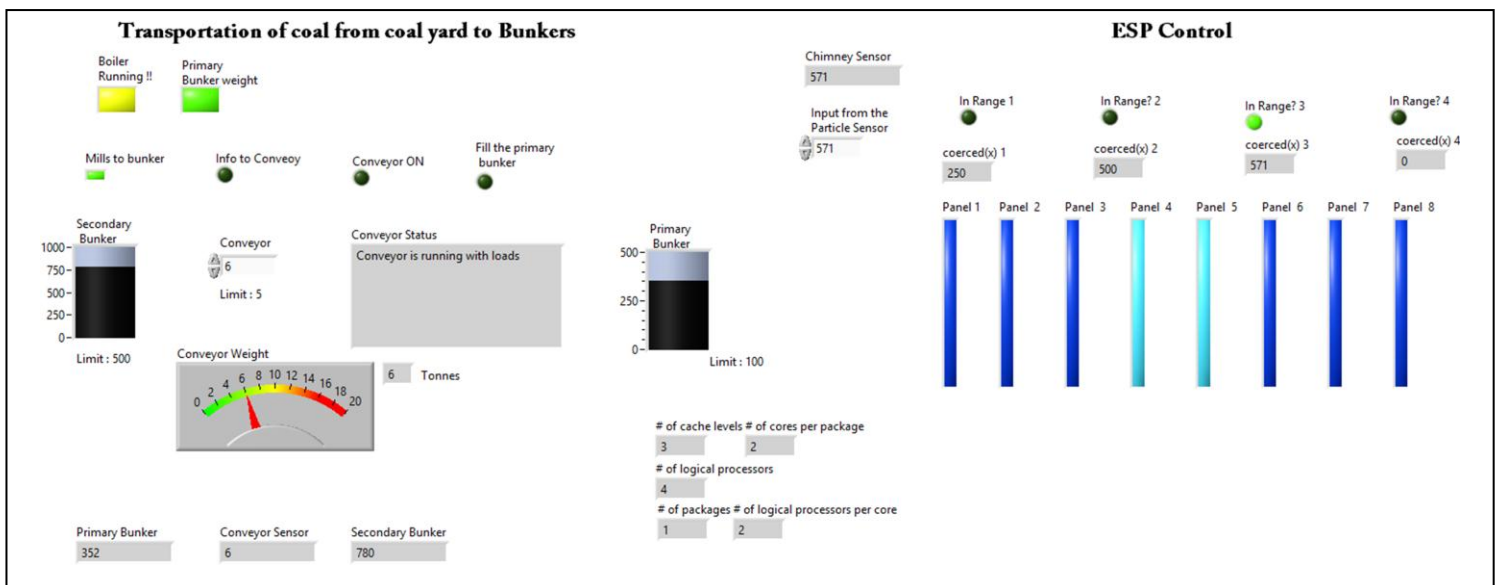 Transportation of coal from coal yard to Bunkers
Boiler
Running !!
Primary
Bunker weight
Mills to bunker
Info to Conveoy
Conveyor ON
Fill the primary
bunker
Secondary
Bunker
1000
750
500
250
0
Limit : 500
Conveyor
6
Limit : 5
Conveyor Status
Conveyor is running with loads
Primary
Bunker
500
250
0
Limit : 100
Conveyor Weight
0 2 4 6 8 10 12 14 16 18 20
6 Tonnes
# of cache levels # of cores per package
3 2
# of logical processors
4
# of packages # of logical processors per core
1 2
Primary Bunker
352
Conveyor Sensor
6
Secondary Bunker
780
ESP Control
Chimney Sensor
571
Input from the
Particle Sensor
571
In Range 1
In Range? 2
In Range? 3
In Range? 4
coerced(x) 1
250
coerced(x) 2
500
coerced(x) 3
571
coerced(x) 4
0
Panel 1 Panel 2 Panel 3 Panel 4 Panel 5 Panel 6 Panel 7 Panel 8